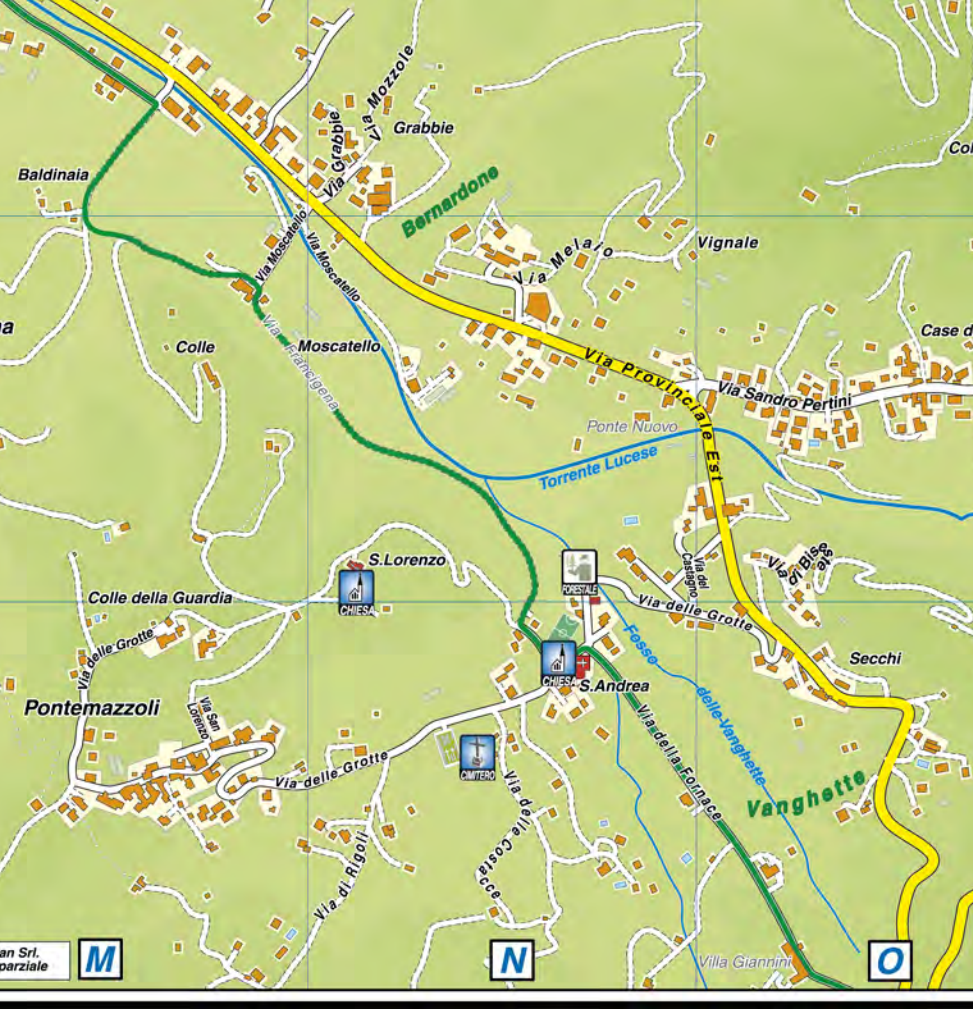 Via Mozzole
Via Grabbie
Grabbie
Col
Baldinaia
Bernardone
Via Moscatello
Via Moscatello
Via Melaio
Vignale
Via Francigena
Colle
Moscatello
Case d
Via Provinciale Est
Via Sandro Pertini
Ponte Nuovo
Torrente Lucese
S.Lorenzo
CHIESA
FORESTALE
Via del
Castagno
Via di Bise
ste
Colle della Guardia
Via delle Grotte
Via delle Grotte
Fosso
delle Vanghette
Secchi
CHIESA
S.Andrea
Pontemazzoli
Via San
Lorenzo
Via delle Grotte
CIMITERO
Via della Fornace
Vanghette
Via delle Costacce
Via di Rigoli
an Srl.
parziale
M
N
Villa Giannini
O